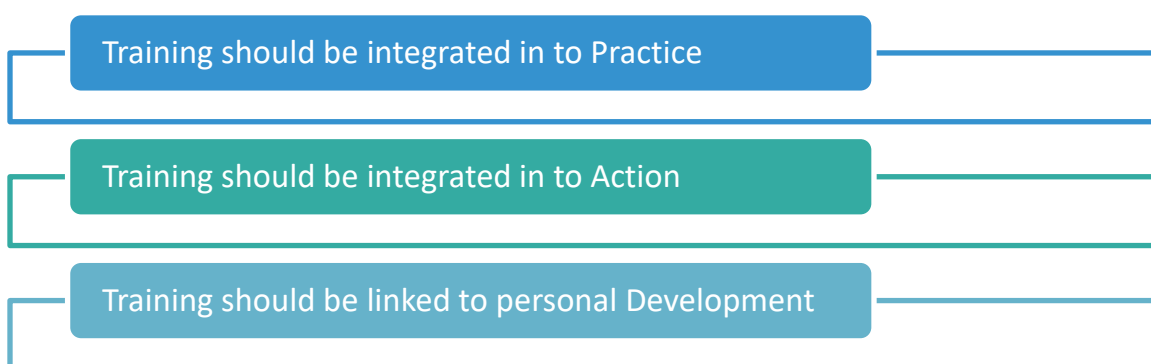 Training should be integrated in to Practice
Training should be integrated in to Action
Training should be linked to personal Development